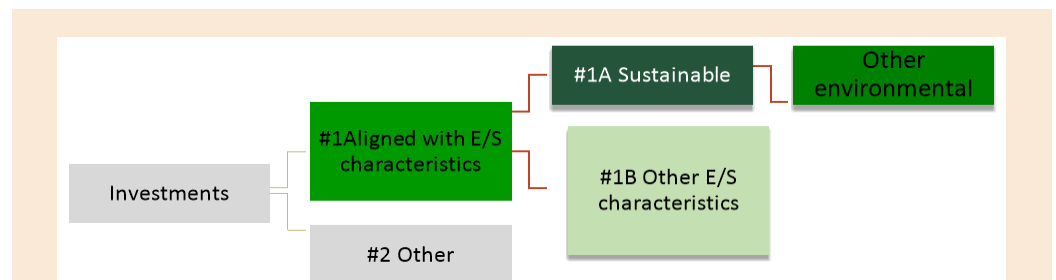 Investments
#1Aligned with E/S
characteristics
#2 Other
#1A Sustainable
#1B Other E/S
characteristics
Other
environmental